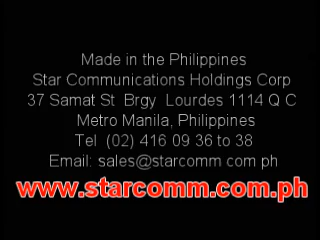 Made in the Philippines
Star Communications Holdings Corp
37 Samat St Brgy Lourdes 1114 Q C
Metro Manila, Philippines
Tel (02) 416 09 36 to 38
Email: sales@starcomm com ph
www.starcomm.com.ph